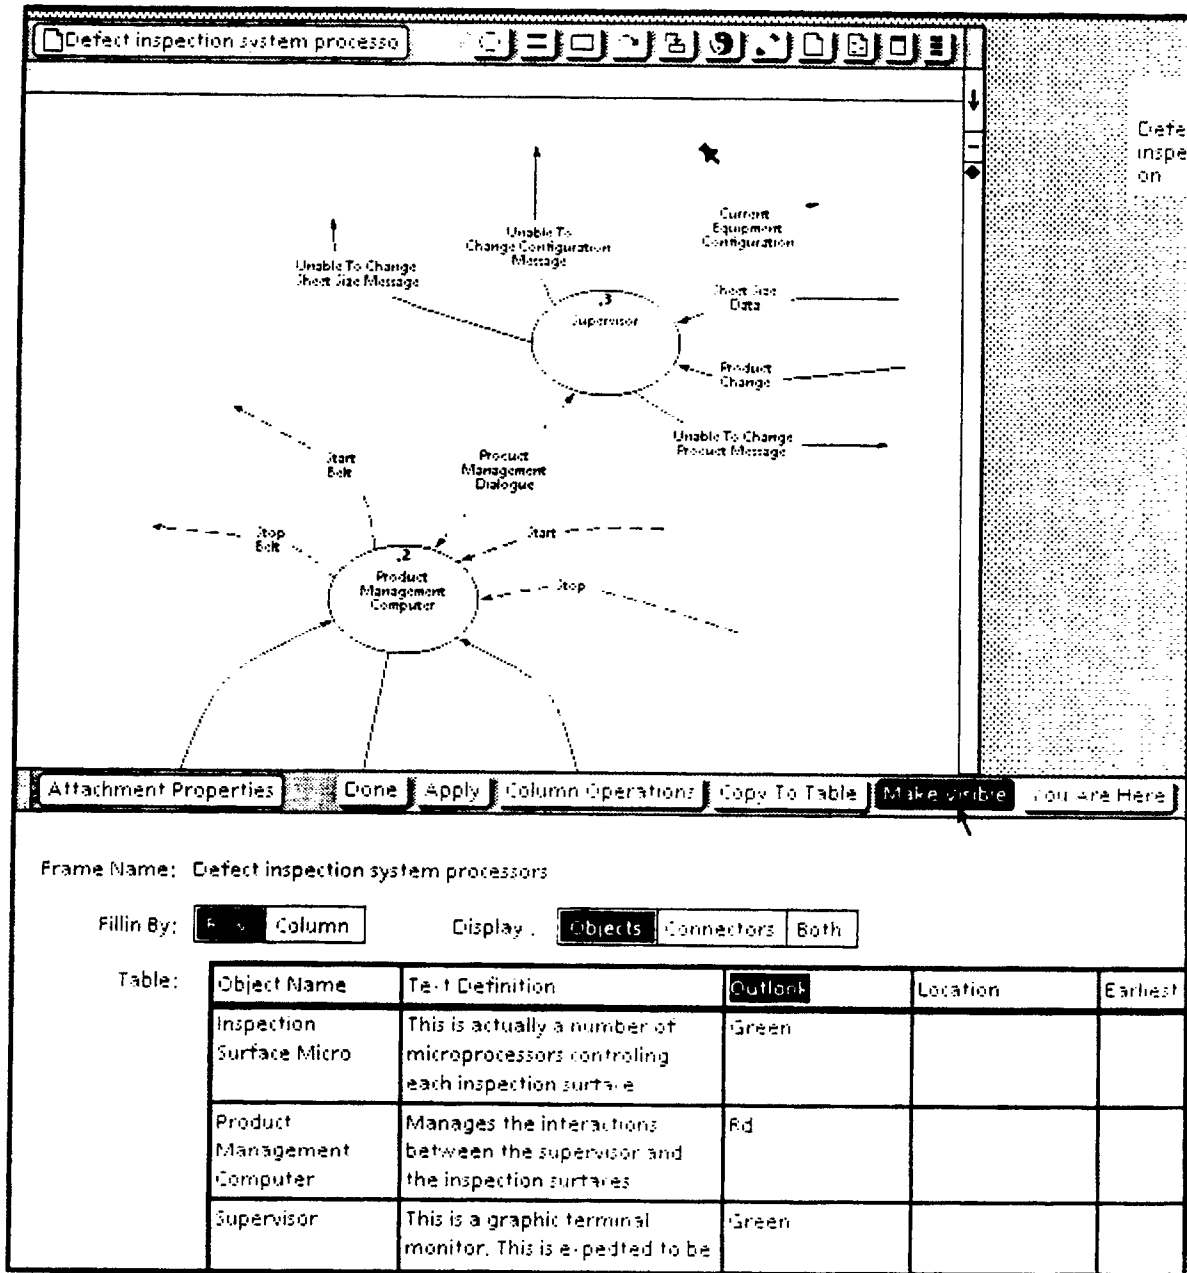 Defect inspection system processo
Defe
inspe
on
Unable To
Change Configuration
Message
Current
Equipment
Configuration
Unable To Change
Sheet Size Message
Sheet Size
Data
.3
Supervisor
Product
Change
Unable To Change
Product Message
Start
Belt
Product
Management
Dialogue
Stop
Belt
Start
.2
Product
Management
Computer
Stop
Attachment Properties Done Apply Column Operations Copy To Table Make Visible You Are Here
Frame Name: Defect inspection system processors
Fillin By: Row Column Display: Objects Connectors Both
Table: Object Name Text Definition Outlook Location Earliest
Inspection This is actually a number of Green
Surface Micro microprocessors controling
each inspection surface
Product Manages the interactions Rd
Management between the supervisor and
Computer the inspection surfaces
Supervisor This is a graphic terminal Green
monitor. This is expedted to be